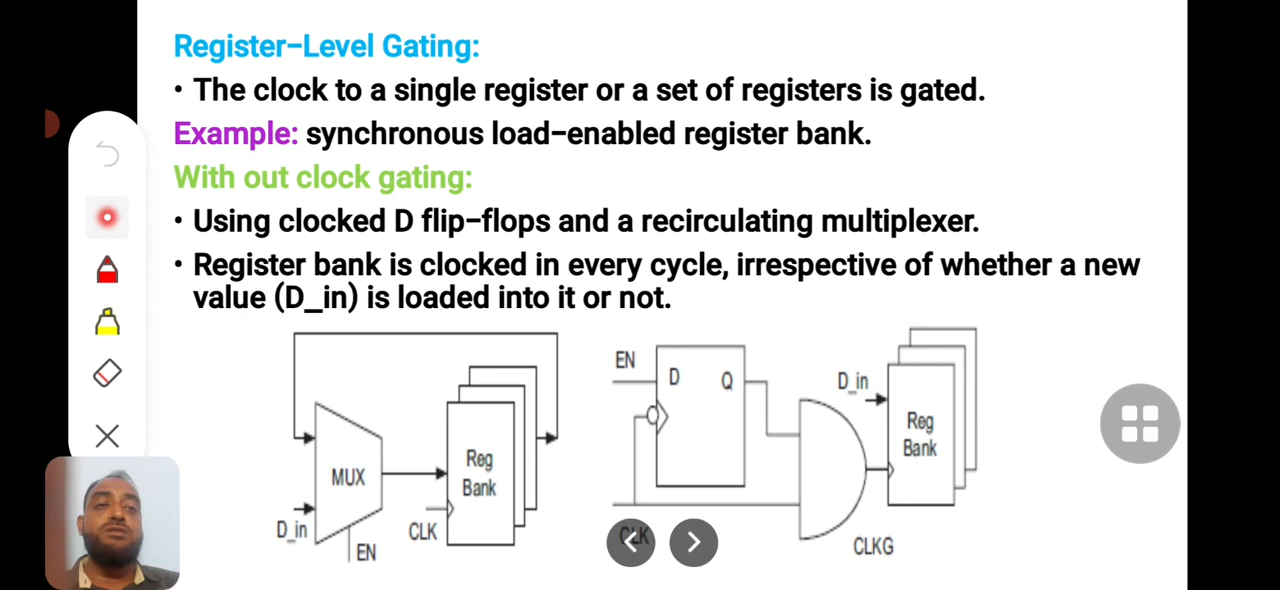 Register-Level Gating:
• The clock to a single register or a set of registers is gated.
Example: synchronous load-enabled register bank.
With out clock gating:
• Using clocked D flip-flops and a recirculating multiplexer.
• Register bank is clocked in every cycle, irrespective of whether a new
value (D_in) is loaded into it or not.
MUX
Reg
Bank
D_in
EN
CLK
EN
D Q
D_in
Reg
Bank
CLK
CLKG